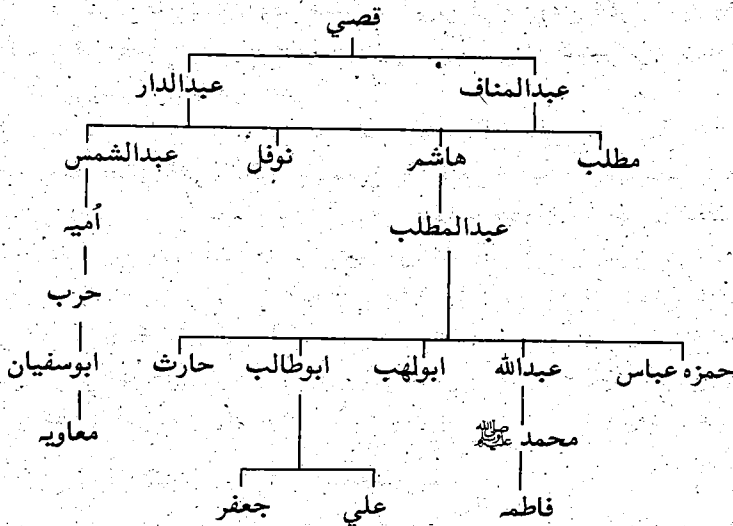 قصي
عبدالمناف عبدالدار
مطلب هاشم نوفل عبدالشمس
عبدالمطلب اُميه
حرب
حمزه عباس عبدالله ابولهب ابوطالب حارث ابوسفيان
محمد ﷺ معاويه
فاطمه علي جعفر